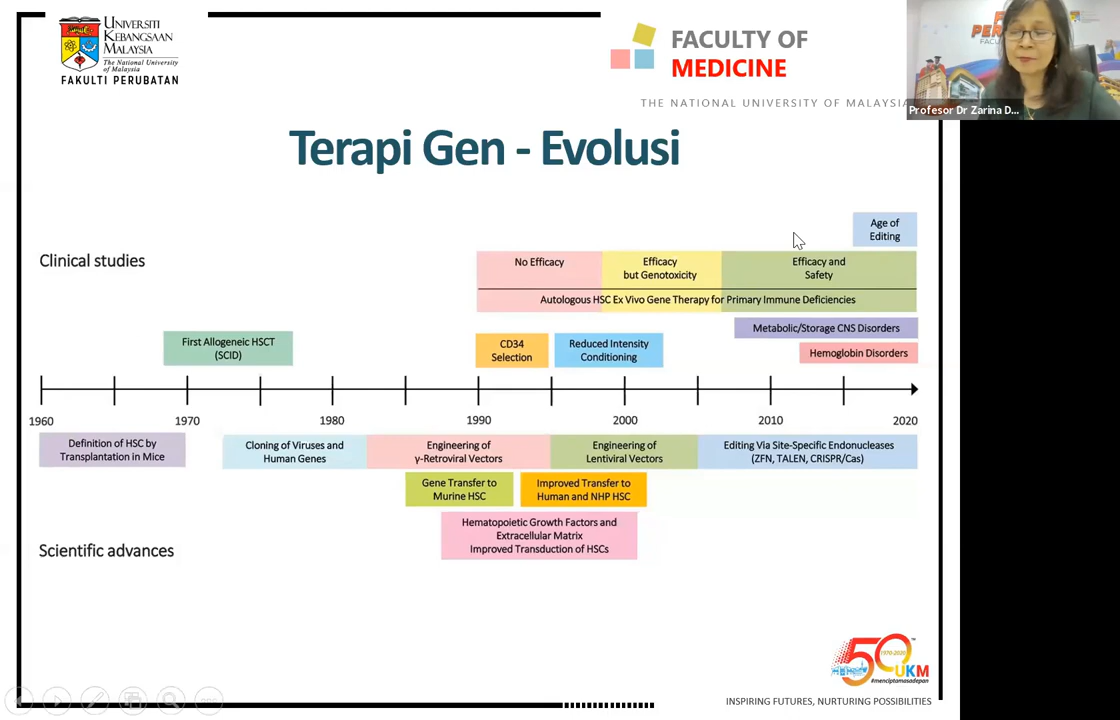 UNIVERSITI
KEBANGSAAN
MALAYSIA
The National University
of Malaysia
FAKULTI PERUBATAN
FACULTY OF
MEDICINE
THE NATIONAL UNIVERSITY OF MALAYSIA
Profesor Dr Zarina D...
Terapi Gen - Evolusi
Age of
Editing
Clinical studies
No Efficacy
Efficacy
but Genotoxicity
Efficacy and
Safety
Autologous HSC Ex Vivo Gene Therapy for Primary Immune Deficiencies
Metabolic/Storage CNS Disorders
First Allogeneic HSCT
(SCID)
CD34
Selection
Reduced Intensity
Conditioning
Hemoglobin Disorders
1960 1970 1980 1990 2000 2010 2020
Definition of HSC by
Transplantation in Mice
Cloning of Viruses and
Human Genes
Engineering of
γ-Retroviral Vectors
Engineering of
Lentiviral Vectors
Editing Via Site-Specific Endonucleases
(ZFN, TALEN, CRISPR/Cas)
Gene Transfer to
Murine HSC
Improved Transfer to
Human and NHP HSC
Hematopoietic Growth Factors and
Extracellular Matrix
Improved Transduction of HSCs
Scientific advances
50
1970-2020
UKM
#menciptamasadepan
INSPIRING FUTURES, NURTURING POSSIBILITIES